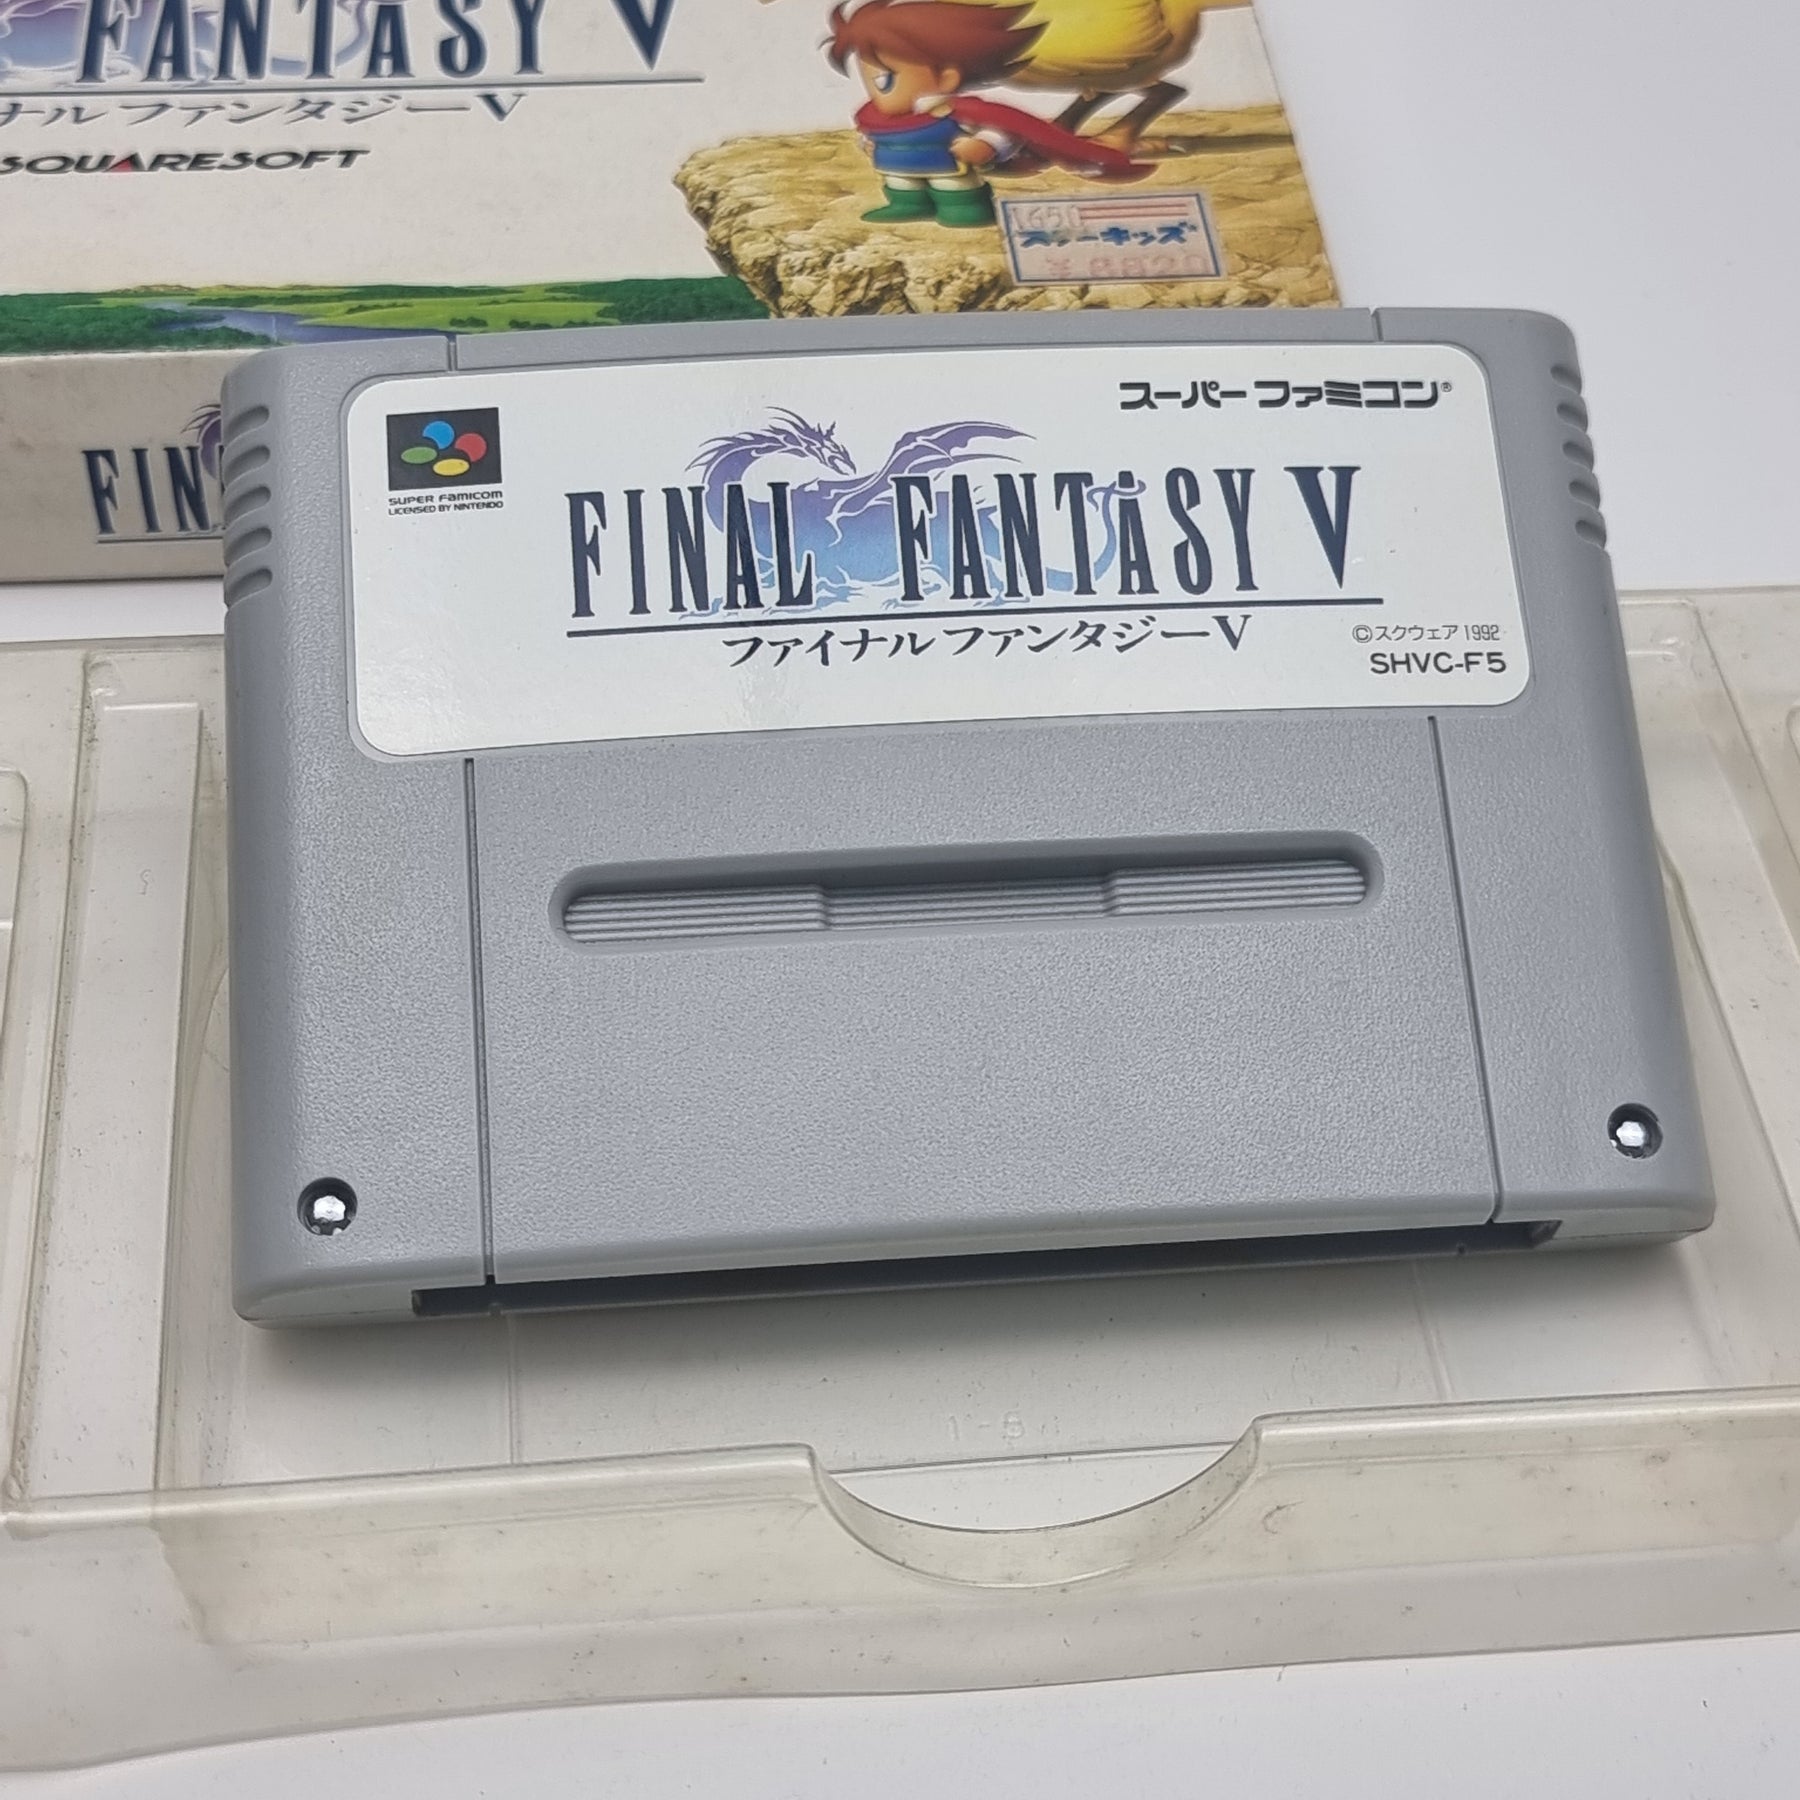 FANTASY V
ナル ファンタジーV
SQUARESOFT
1650
¥ 8820
FIN
スーパーファミコン®
SUPER FAMICOM
LICENSED BY NINTENDO
FINAL FANTASY V
ファイナルファンタジーV
©スクウェア 1992
SHVC-F5